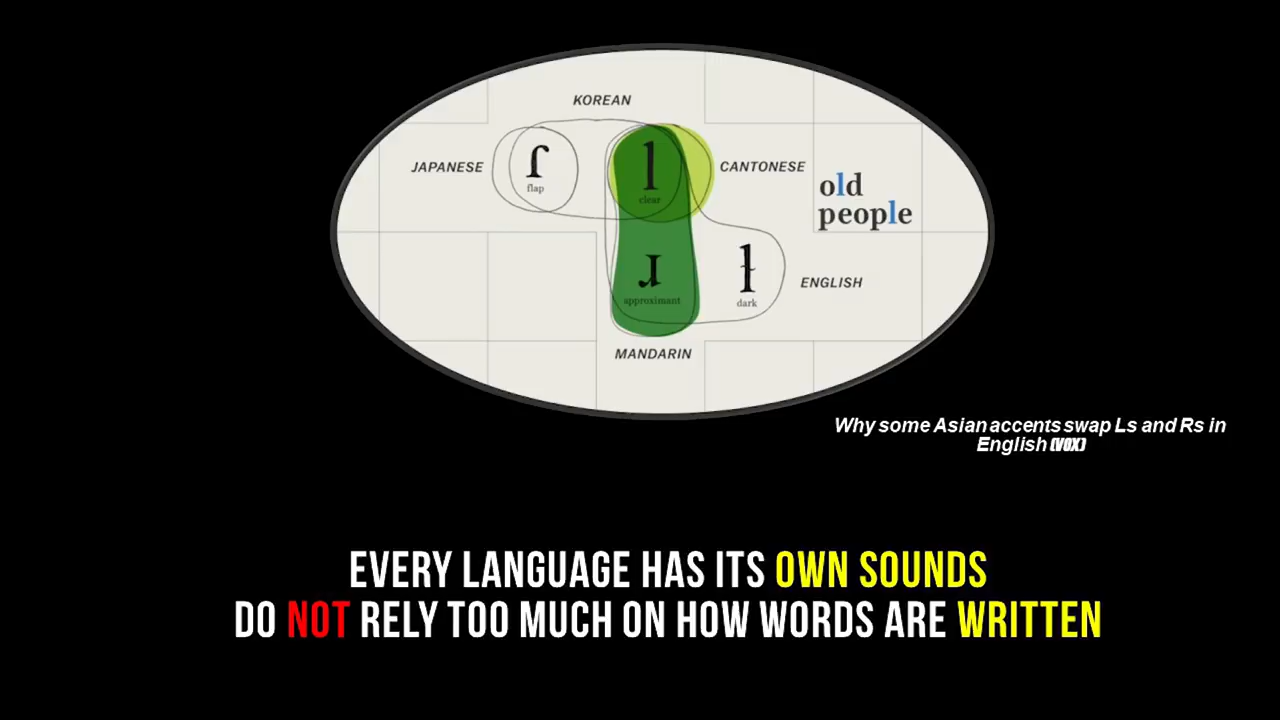 KOREAN
JAPANESE
ɾ
flap
l
clear
CANTONESE
old
people
ɹ
approximant
ɫ
dark
ENGLISH
MANDARIN
Why some Asian accents swap Ls and Rs in
English (VOX)
EVERY LANGUAGE HAS ITS OWN SOUNDS
DO NOT RELY TOO MUCH ON HOW WORDS ARE WRITTEN